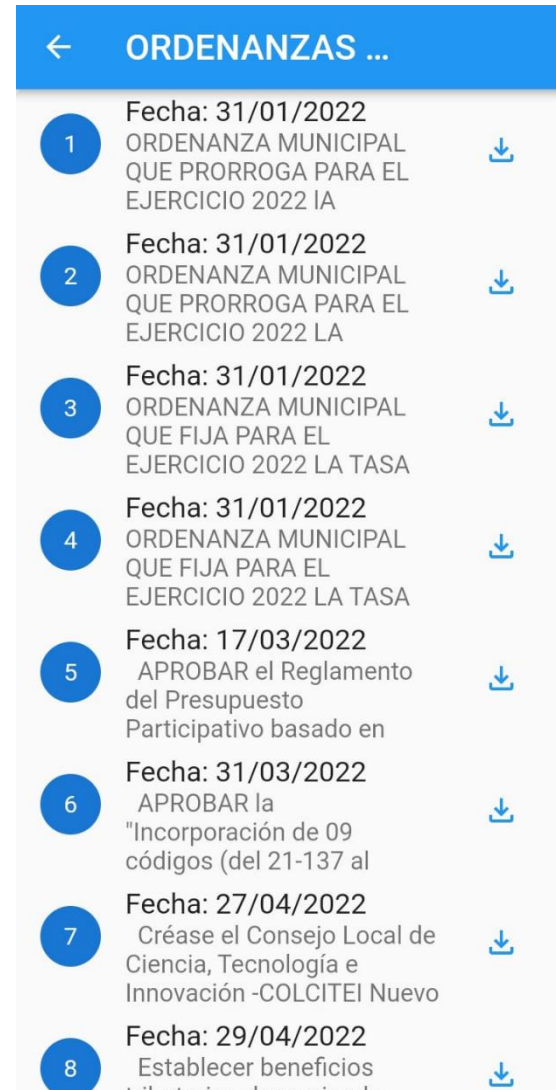 ORDENANZAS ...
1
Fecha: 31/01/2022
ORDENANZA MUNICIPAL
QUE PRORROGA PARA EL
EJERCICIO 2022 lA
2
Fecha: 31/01/2022
ORDENANZA MUNICIPAL
QUE PRORROGA PARA EL
EJERCICIO 2022 LA
3
Fecha: 31/01/2022
ORDENANZA MUNICIPAL
QUE FIJA PARA EL
EJERCICIO 2022 LA TASA
4
Fecha: 31/01/2022
ORDENANZA MUNICIPAL
QUE FIJA PARA EL
EJERCICIO 2022 LA TASA
5
Fecha: 17/03/2022
APROBAR el Reglamento
del Presupuesto
Participativo basado en
6
Fecha: 31/03/2022
APROBAR la
"Incorporación de 09
códigos (del 21-137 al
7
Fecha: 27/04/2022
Créase el Consejo Local de
Ciencia, Tecnología e
Innovación -COLCITEI Nuevo
8
Fecha: 29/04/2022
Establecer beneficios